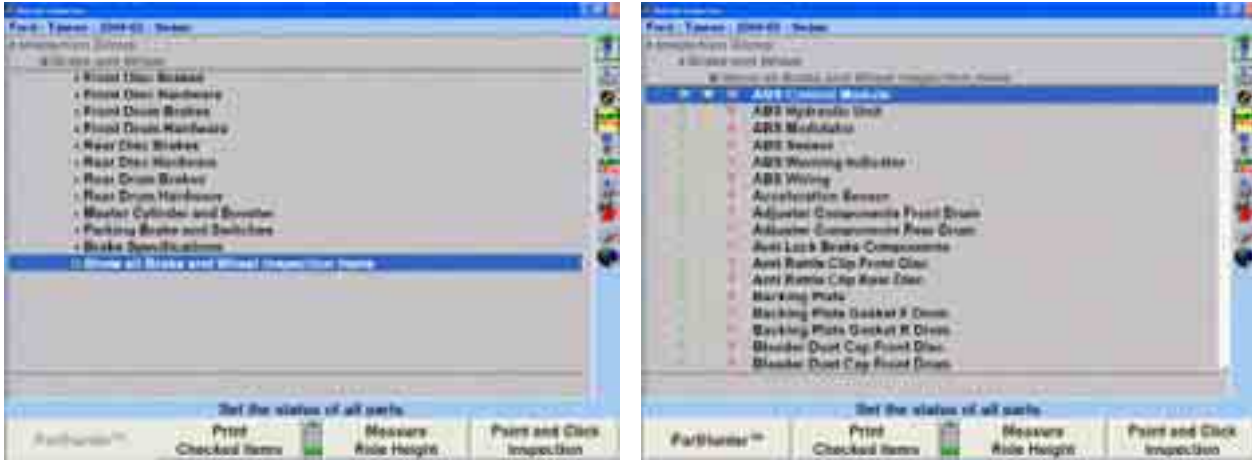 Ford : Taurus : 2000-03 : Sedan
Brake and Wheel
Front Disc Brakes
Front Disc Hardware
Front Drum Brakes
Front Drum Hardware
Rear Disc Brakes
Rear Disc Hardware
Rear Drum Brakes
Rear Drum Hardware
Master Cylinder and Booster
Parking Brake and Switches
Brake Specifications
Show all Brake and Wheel inspection items
Set the status of all parts.
PartHunter™
Print Checked Items
Measure Ride Height
Point and Click Inspection
Ford : Taurus : 2000-03 : Sedan
Brake and Wheel
Show all Brake and Wheel inspection items
ABS Control Module
ABS Hydraulic Unit
ABS Modulator
ABS Sensor
ABS Warning Indicator
ABS Wiring
Acceleration Sensor
Adjuster Components Front Drum
Adjuster Components Rear Drum
Anti Lock Brake Components
Anti Rattle Clip Front Disc
Anti Rattle Clip Rear Disc
Backing Plate
Backing Plate Gasket F Drum
Backing Plate Gasket R Drum
Bleeder Dust Cap Front Disc
Bleeder Dust Cap Front Drum
Set the status of all parts.
PartHunter™
Print Checked Items
Measure Ride Height
Point and Click Inspection